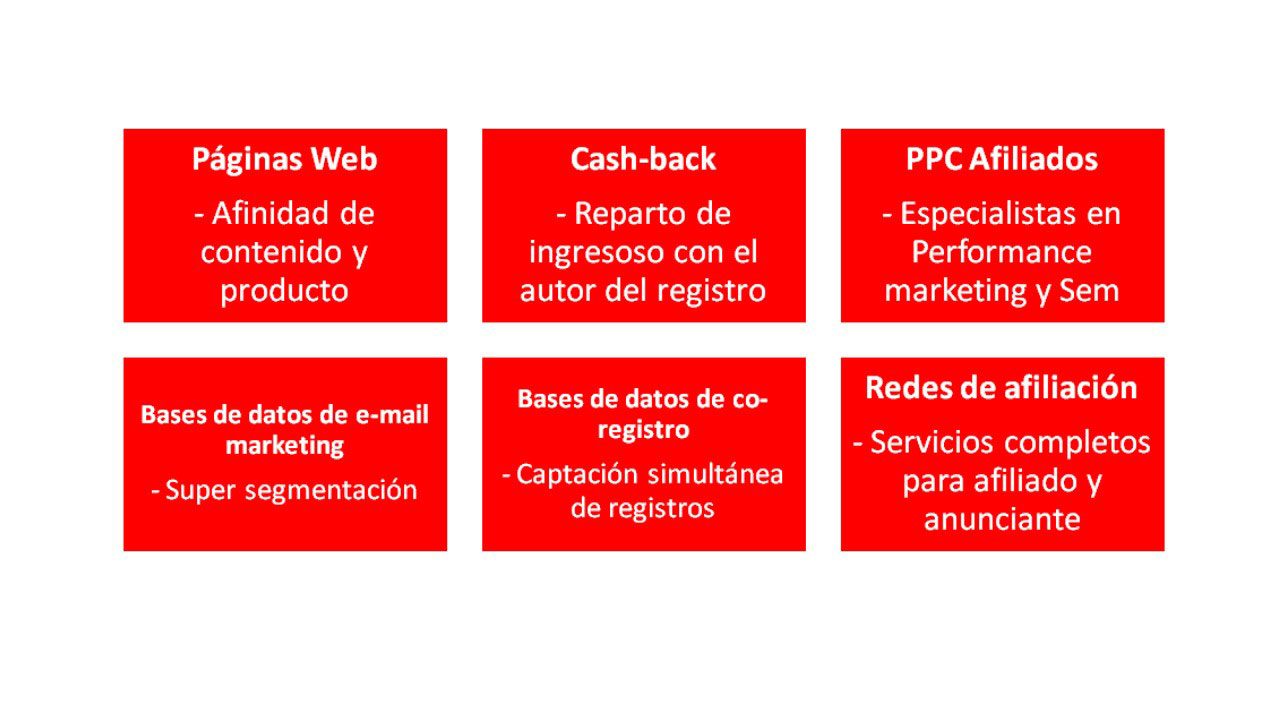 Páginas Web
- Afinidad de
contenido y
producto
Cash-back
- Reparto de
ingresoso con el
autor del registro
PPC Afiliados
- Especialistas en
Performance
marketing y Sem
Bases de datos de e-mail
marketing
- Super segmentación
Bases de datos de co-
registro
- Captación simultánea
de registros
Redes de afiliación
- Servicios completos
para afiliado y
anunciante